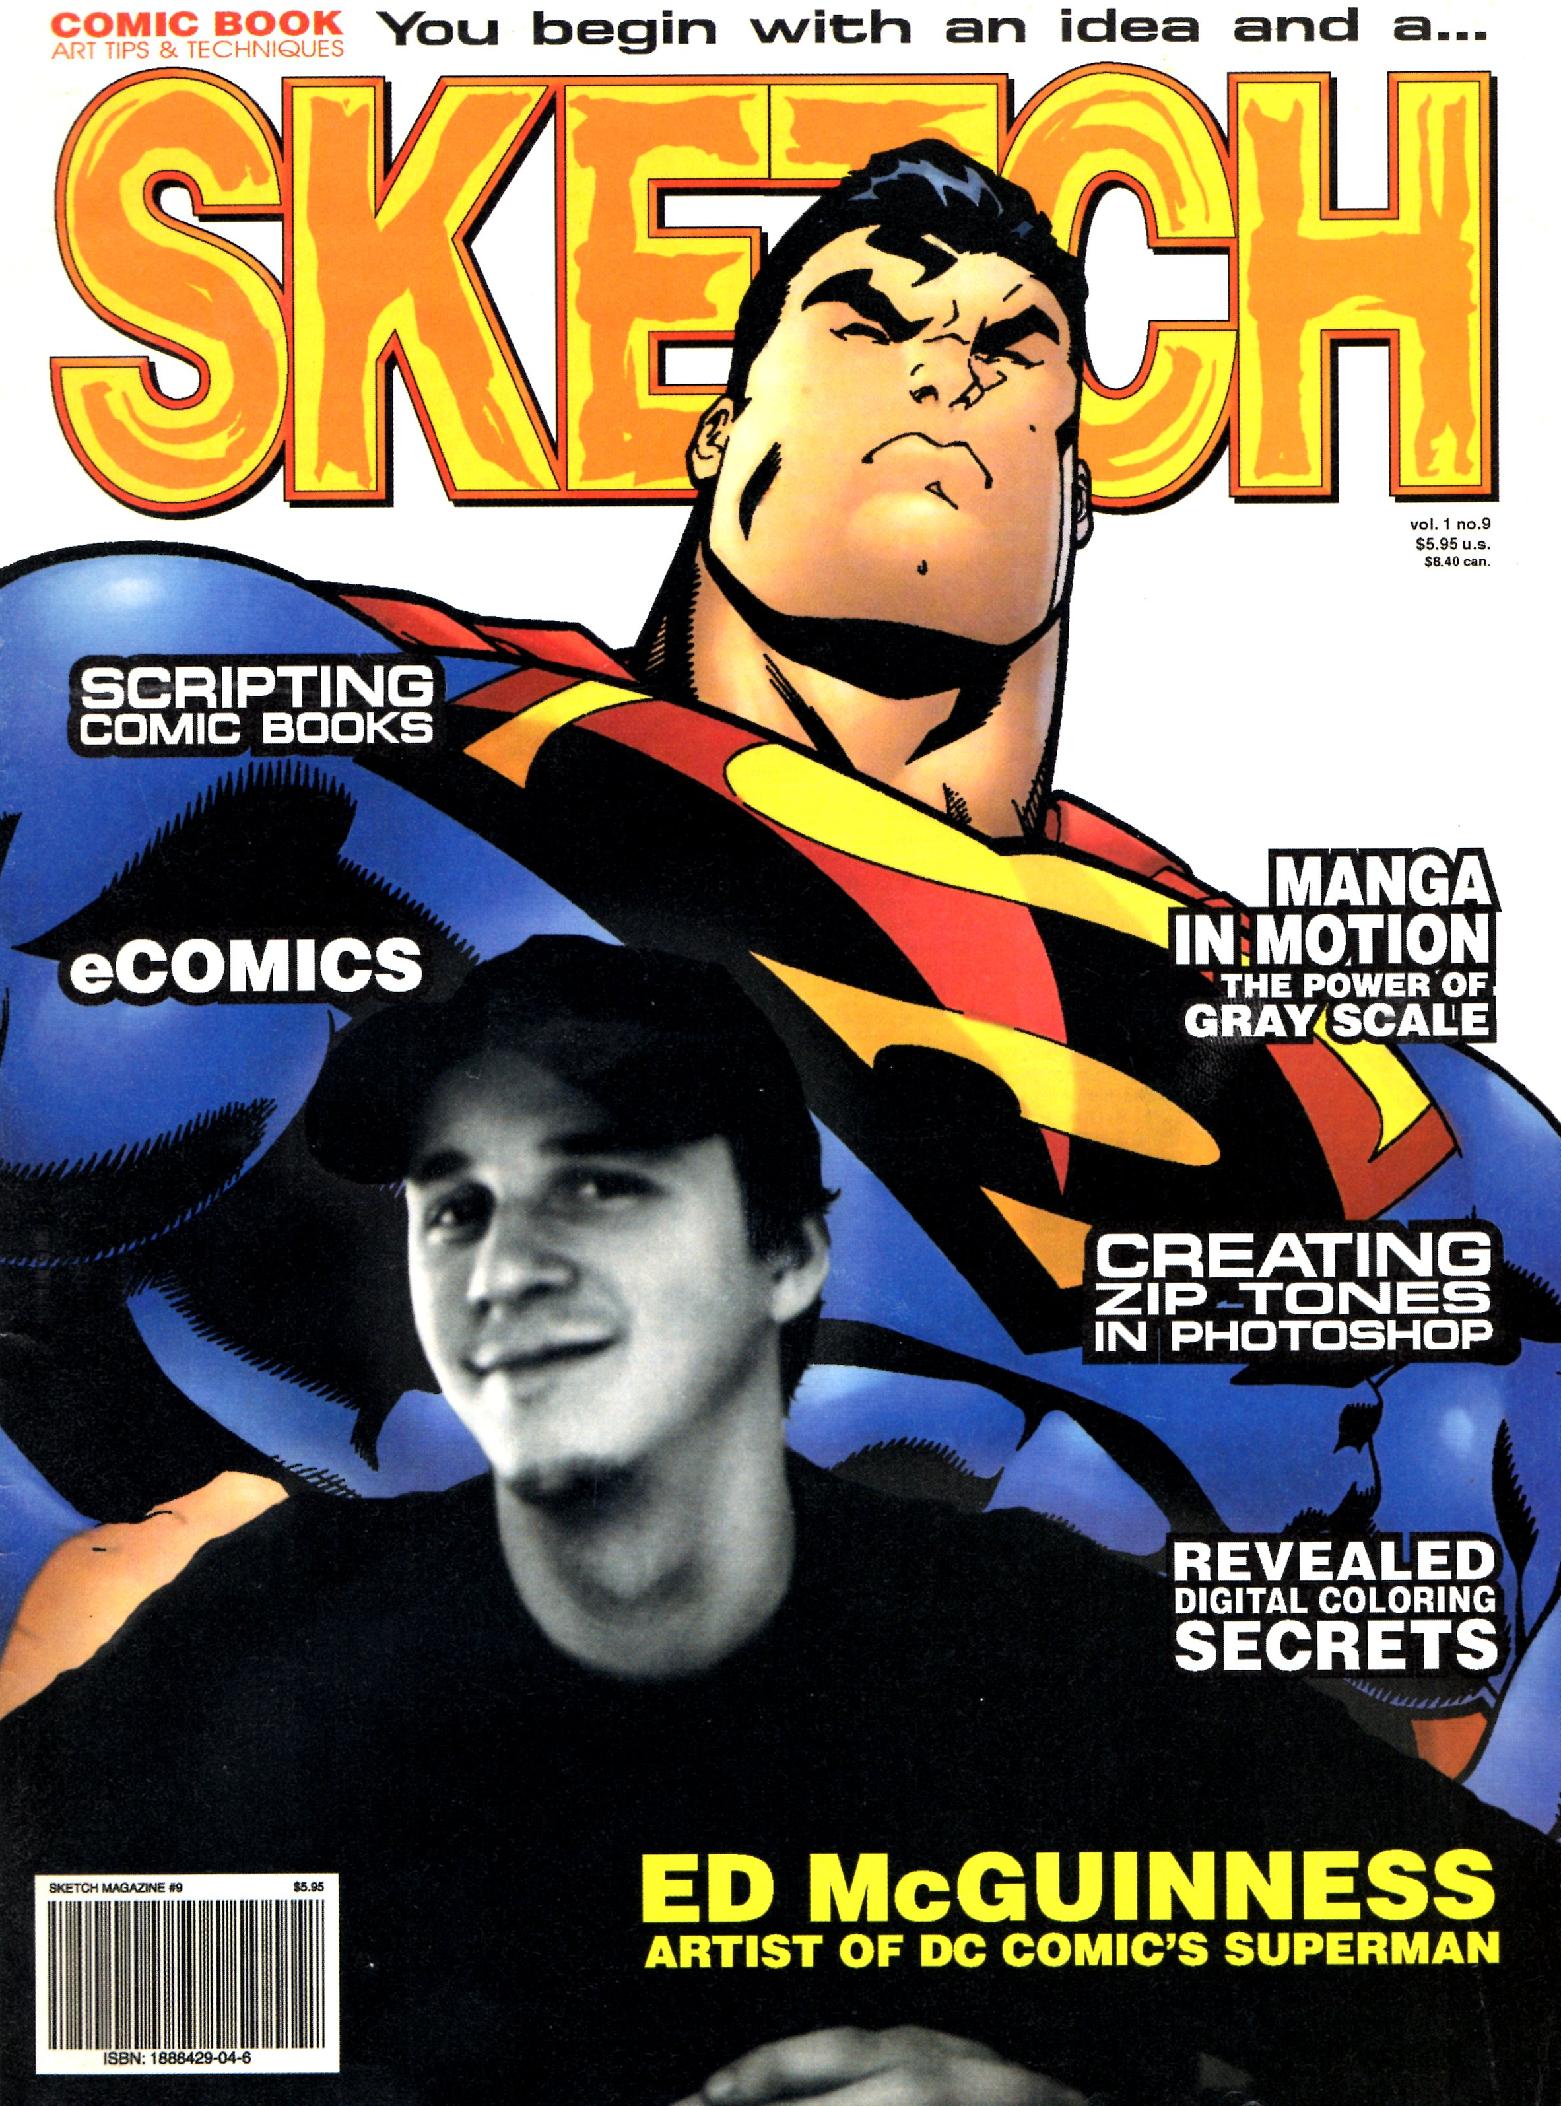 COMIC BOOK
ART TIPS & TECHNIQUES
You begin with an idea and a...
SKETCH
vol. 1 no.9
$5.95 u.s.
$8.40 can.
SCRIPTING
COMIC BOOKS
eCOMICS
MANGA
IN MOTION
THE POWER OF
GRAY SCALE
CREATING
ZIP-TONES
IN PHOTOSHOP
REVEALED
DIGITAL COLORING
SECRETS
ED McGUINNESS
ARTIST OF DC COMIC'S SUPERMAN
SKETCH MAGAZINE #9 $5.95
ISBN: 1886429-04-6